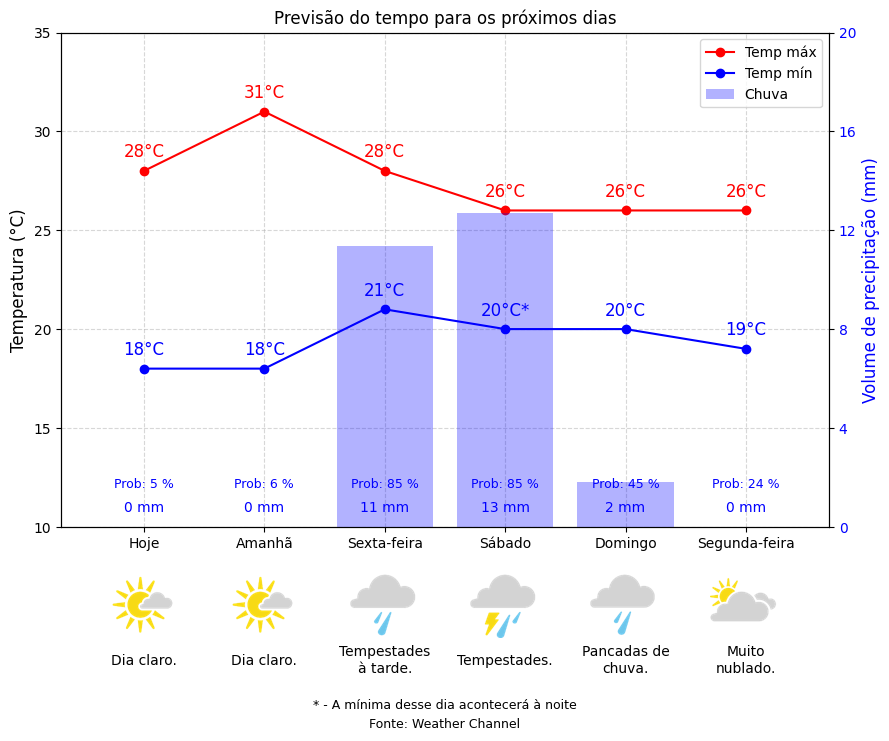 Previsão do tempo para os próximos dias
35
30
25
20
15
10
Temperatura (°C)
20
16
12
8
4
0
Volume de precipitação (mm)
Temp máx
Temp mín
Chuva
28°C
31°C
28°C
26°C
26°C
26°C
18°C
18°C
21°C
20°C*
20°C
19°C
Prob: 5 %
Prob: 6 %
Prob: 85 %
Prob: 85 %
Prob: 45 %
Prob: 24 %
0 mm
0 mm
11 mm
13 mm
2 mm
0 mm
Hoje
Amanhã
Sexta-feira
Sábado
Domingo
Segunda-feira
Dia claro.
Dia claro.
Tempestades
à tarde.
Tempestades.
Pancadas de
chuva.
Muito
nublado.
* - A mínima desse dia acontecerá à noite
Fonte: Weather Channel